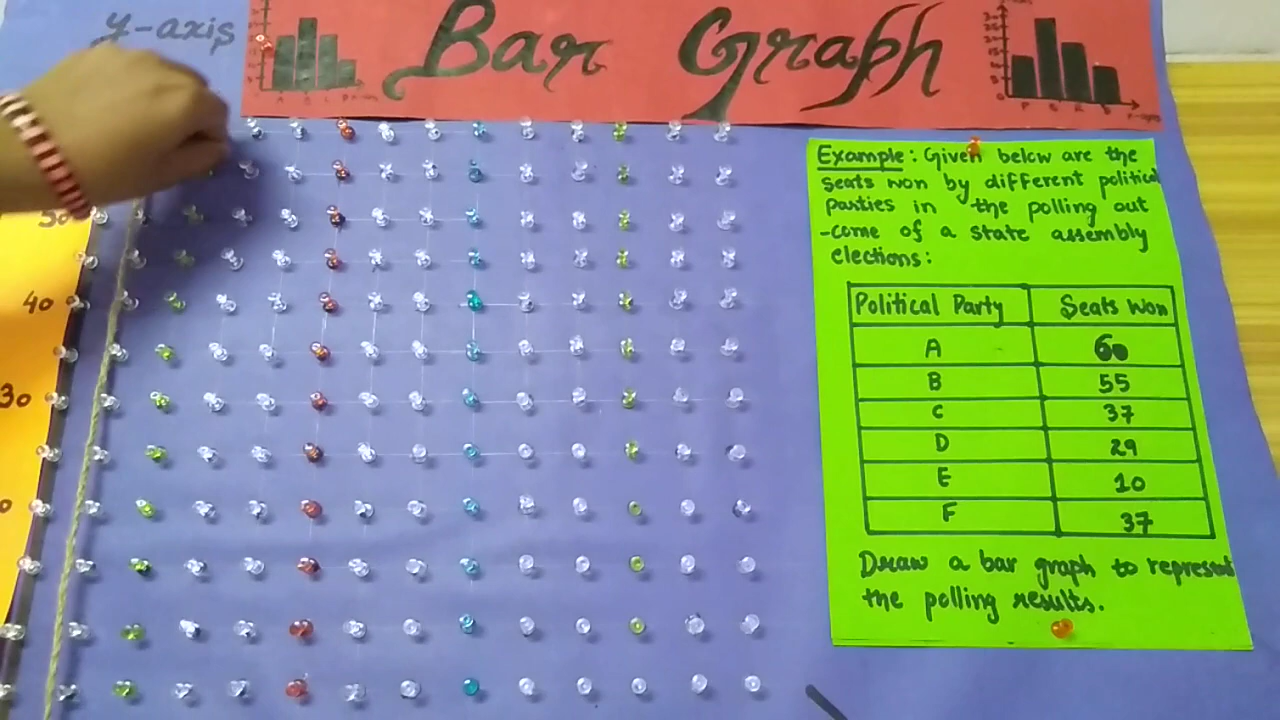 y-axis
Bar Graph
50
40
30
Example: Given below are the
seats won by different political
parties in the polling out
-come of a state assembly
elections:
Political Party Seats Won
A 60
B 55
C 37
D 29
E 10
F 37
Draw a bar graph to represent
the polling results.